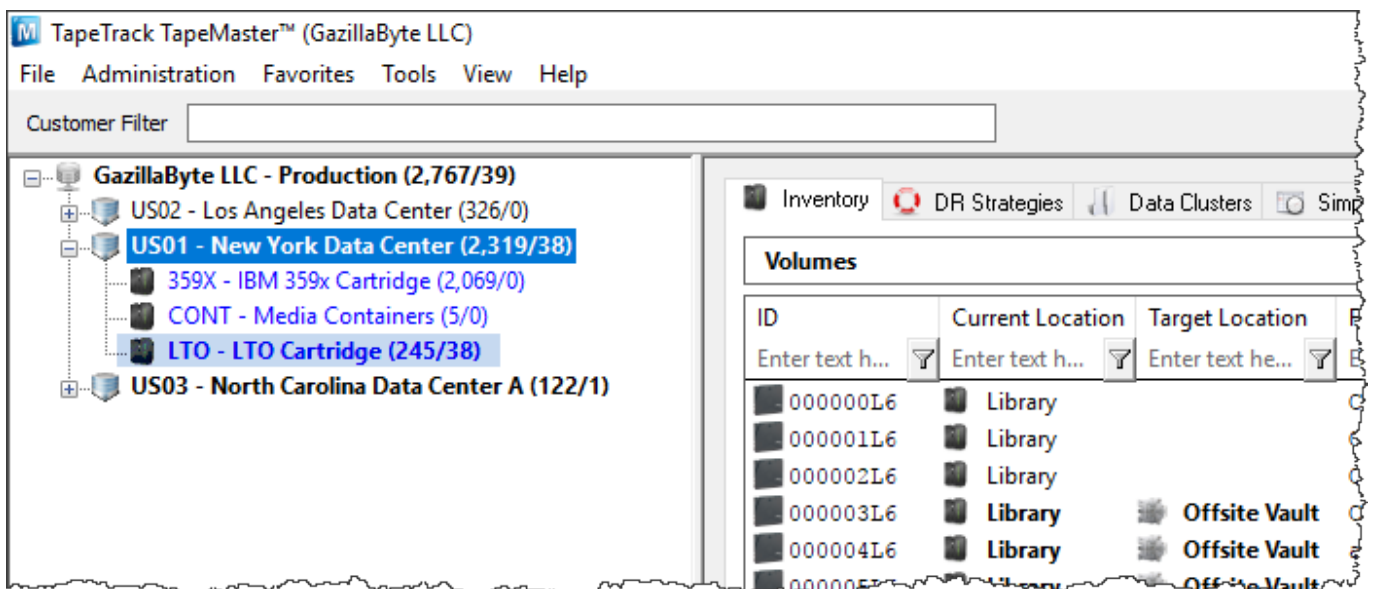 TapeTrack TapeMaster™ (GazillaByte LLC)
File Administration Favorites Tools View Help
Customer Filter
GazillaByte LLC - Production (2,767/39)
US02 - Los Angeles Data Center (326/0)
US01 - New York Data Center (2,319/38)
359X - IBM 359x Cartridge (2,069/0)
CONT - Media Containers (5/0)
LTO - LTO Cartridge (245/38)
US03 - North Carolina Data Center A (122/1)
Inventory DR Strategies Data Clusters
Volumes
ID Current Location Target Location
Enter text h... Enter text h... Enter text he...
000000L6 Library
000001L6 Library
000002L6 Library
000003L6 Library Offsite Vault
000004L6 Library Offsite Vault
Library Offsite Vault